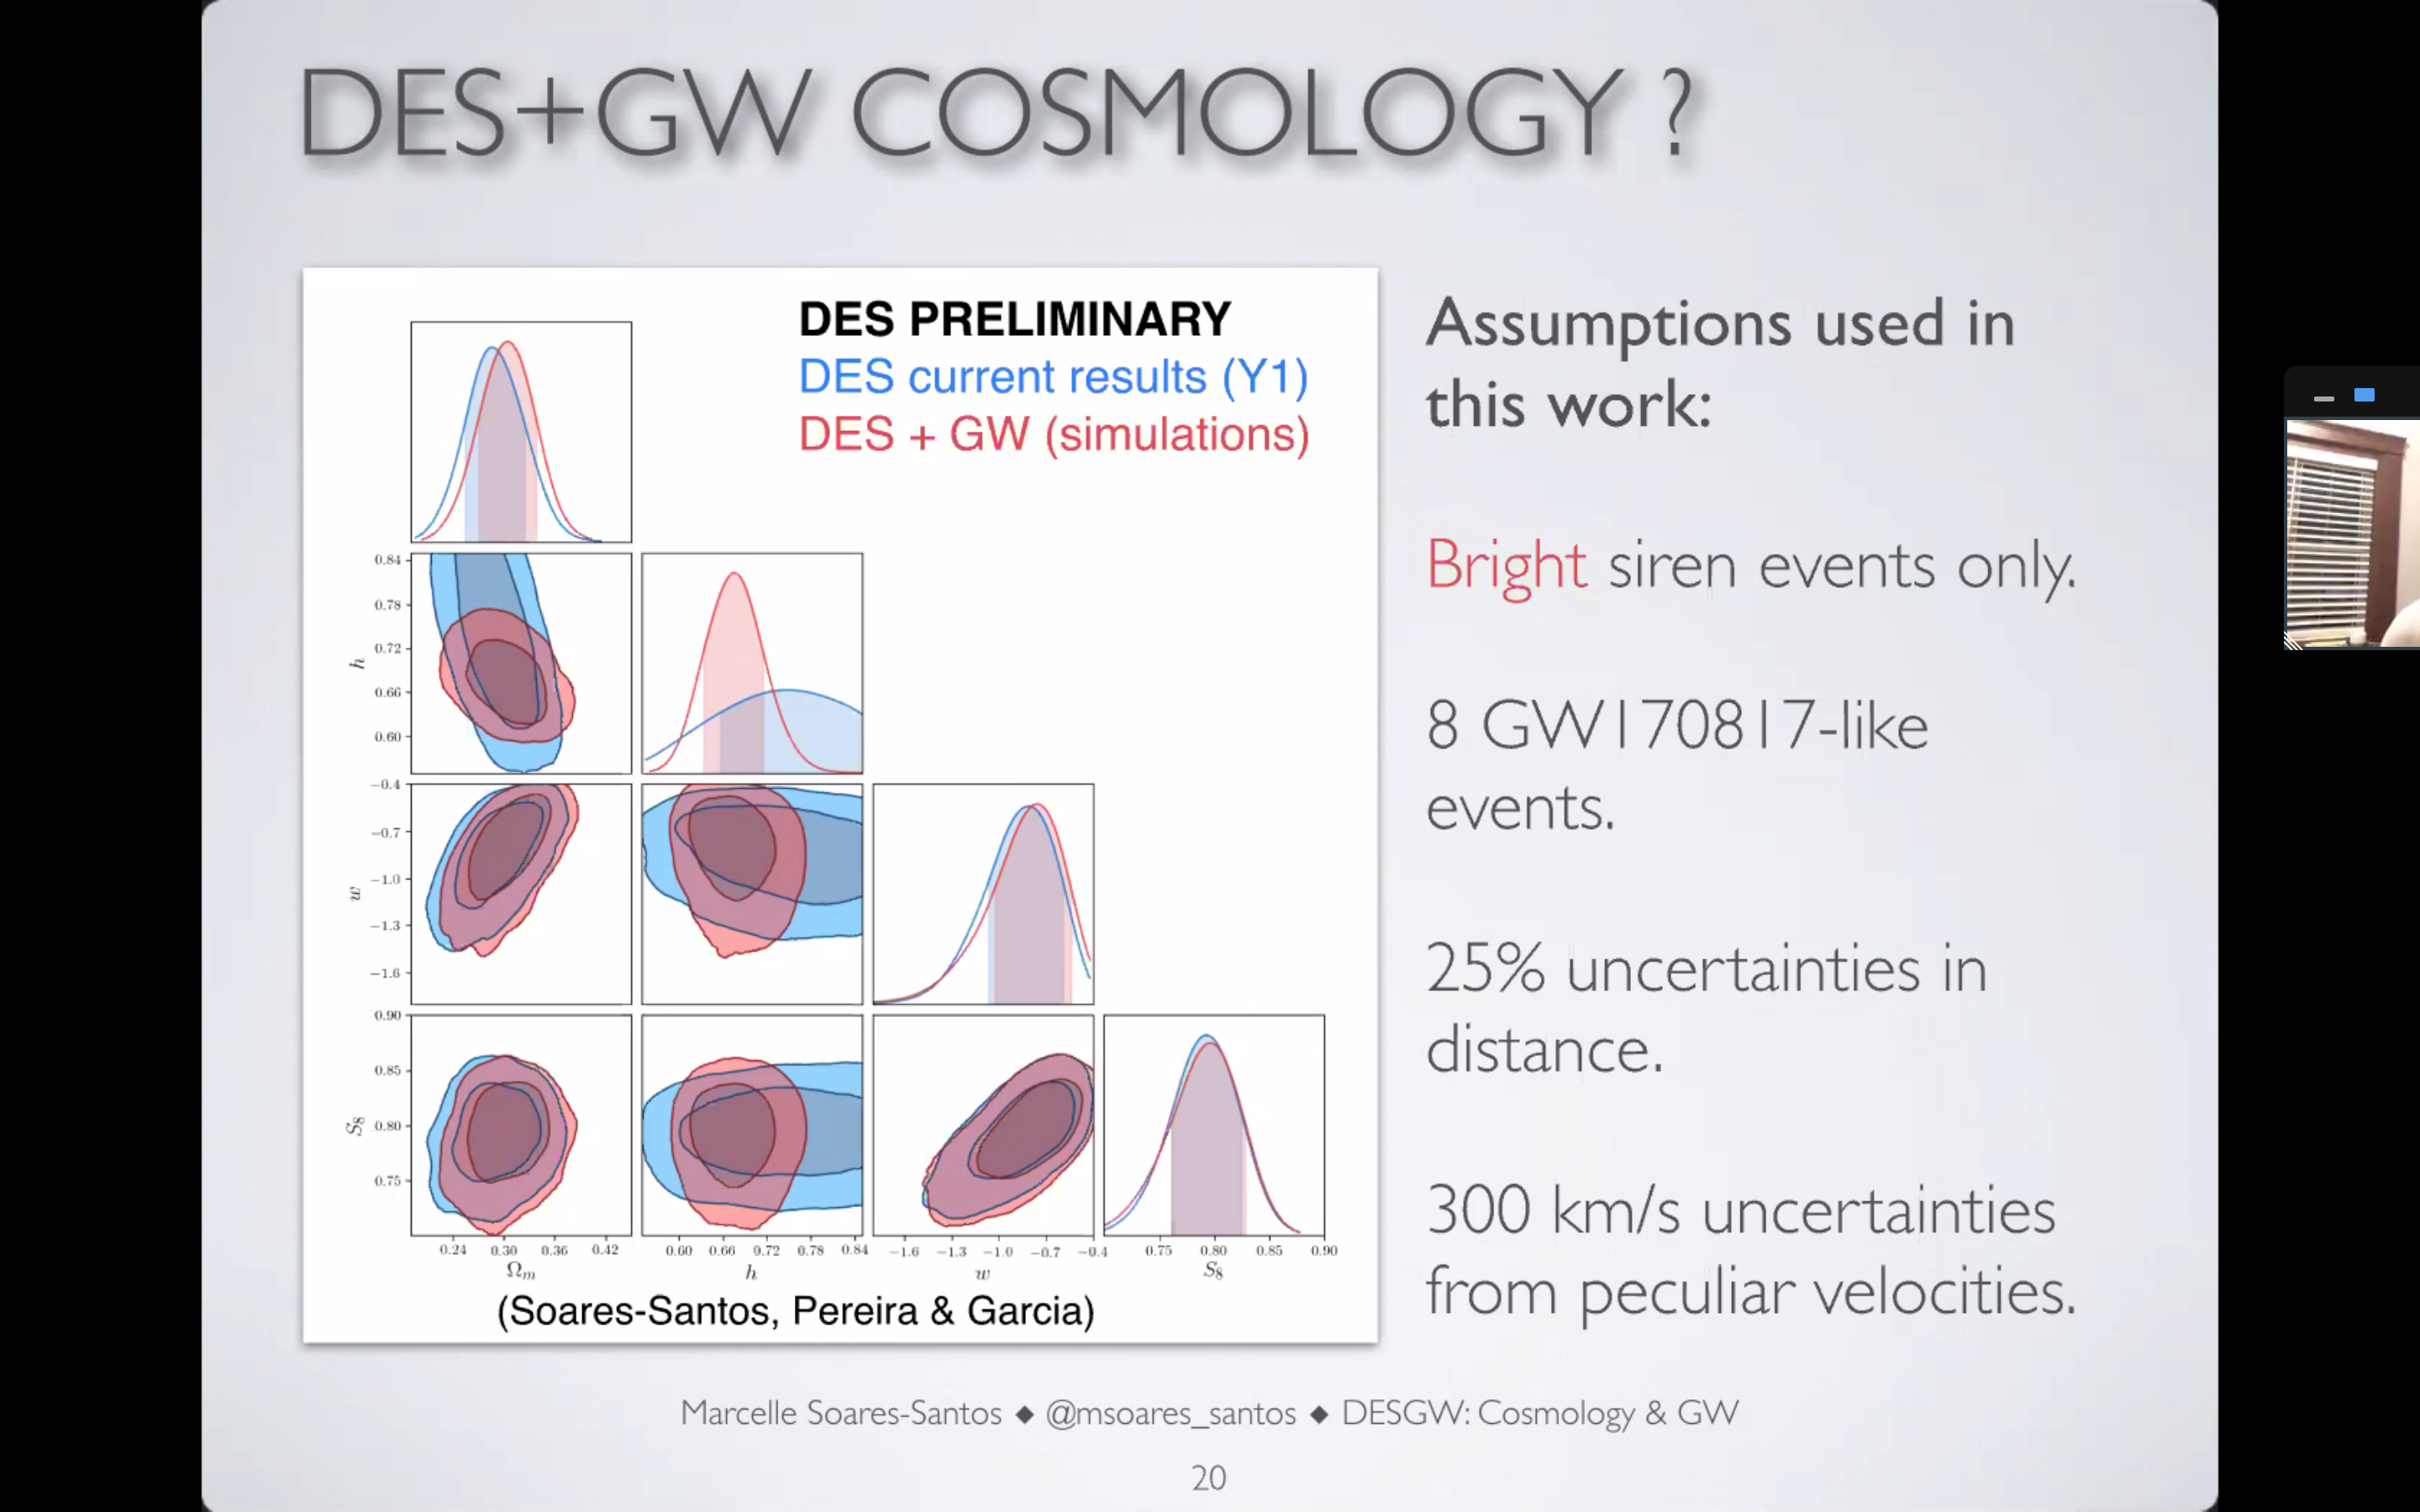 DES+GW COSMOLOGY ?
DES PRELIMINARY
DES current results (Y1)
DES + GW (simulations)
0.84
0.78
0.72
0.66
0.60
h
−0.4
−0.7
−1.0
−1.3
−1.6
w
0.90
0.85
0.80
0.75
S₈
0.24 0.30 0.36 0.42
Ωₘ
0.60 0.66 0.72 0.78 0.84
h
−1.6 −1.3 −1.0 −0.7 −0.4
w
0.75 0.80 0.85 0.90
S₈
(Soares-Santos, Pereira & Garcia)
Assumptions used in
this work:
Bright siren events only.
8 GW170817-like
events.
25% uncertainties in
distance.
300 km/s uncertainties
from peculiar velocities.
Marcelle Soares-Santos ◆ @msoares_santos ◆ DESGW: Cosmology & GW
20